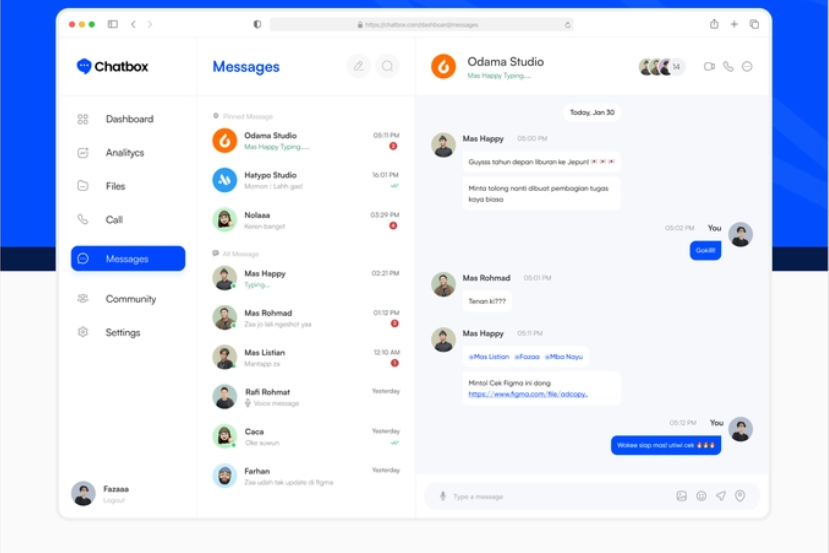 https://chatbox.com/dashboard/messages
Chatbox
Dashboard
Analitycs
Files
Call
Messages
Community
Settings
Fazaaa
Logout
Messages
Pinned Message
Odama Studio
05:11 PM
Mas Happy Typing.....
2
Hatypo Studio
16:01 PM
Momon : Lahh gas!
Nolaaa
03:29 PM
Keren banget
4
All Message
Mas Happy
02:21 PM
Typing...
Mas Rohmad
01:12 PM
Zaa jo lali ngeshot yaa
Mas Listian
12:10 AM
Mantapp za
1
Rafi Rohmat
Yesterday
Voice message
Caca
Yesterday
Oke suwun
Farhan
Yesterday
Zaa udah tak update di figma
Odama Studio
Mas Happy Typing.....
14
Today, Jan 30
Mas Happy 05:00 PM
Guysss tahun depan liburan ke Jepun!
Minta tolong nanti dibuat pembagian tugas
kaya biasa
05:02 PM You
Gokilll!
Mas Rohmad 05:01 PM
Tenan ki???
Mas Happy 05:11 PM
@Mas Listian @Fazaa @Mba Nayu
Mintol Cek Figma ini dong
https://www.figma.com/file/adcopy..
05:12 PM You
Wokee siap mas! utiwi cek 🔥🔥🔥
Type a message